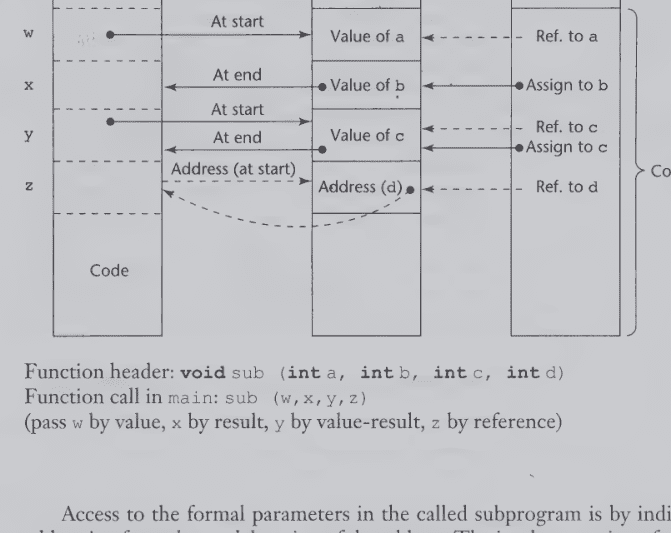 w At start Value of a Ref. to a
x At end Value of b Assign to b
At start
y At end Value of c Ref. to c
Assign to c
Address (at start)
z Address (d) Ref. to d
Code
Function header: void sub (int a, int b, int c, int d)
Function call in main: sub (w,x,y,z)
(pass w by value, x by result, y by value-result, z by reference)
Access to the formal parameters in the called subprogram is by indi